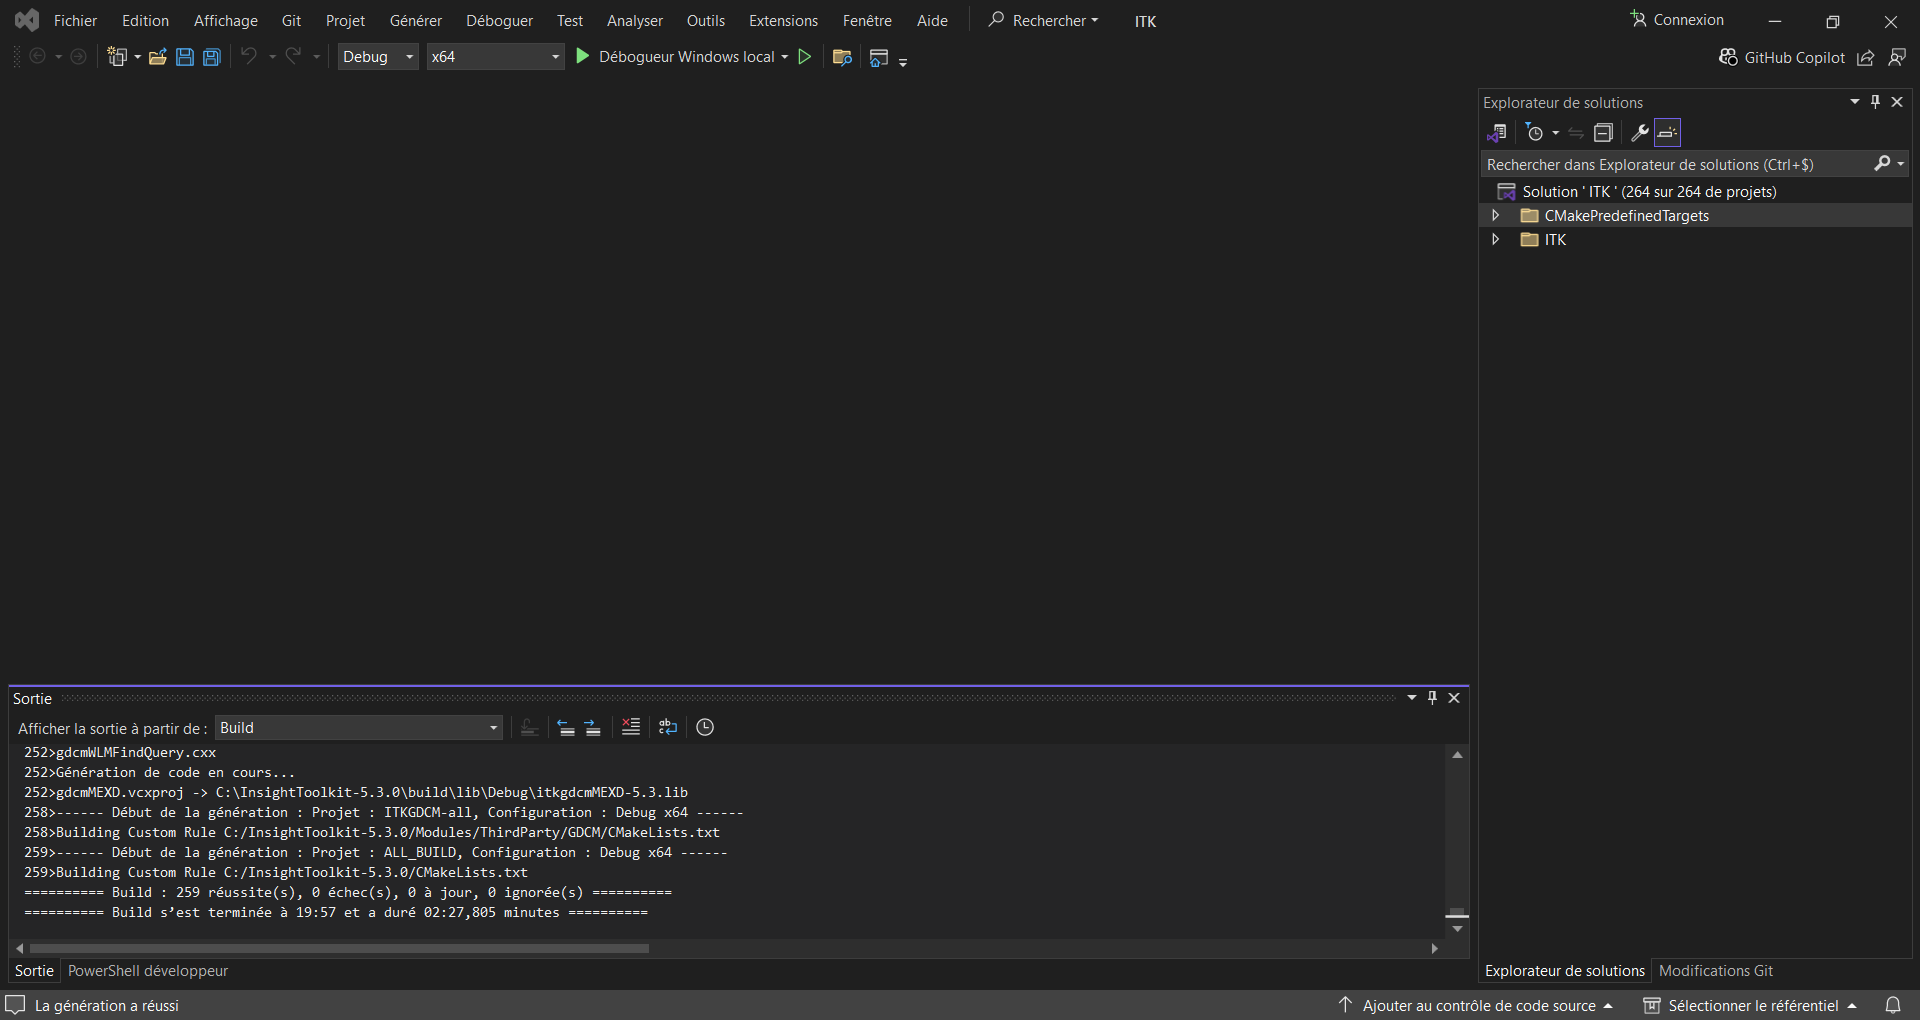 Fichier Edition Affichage Git Projet Générer Déboguer Test Analyser Outils Extensions Fenêtre Aide Rechercher ITK Connexion
Debug x64 Débogueur Windows local GitHub Copilot
Explorateur de solutions
Rechercher dans Explorateur de solutions (Ctrl+$)
Solution ' ITK ' (264 sur 264 de projets)
CMakePredefinedTargets
ITK
Sortie
Afficher la sortie à partir de : Build
252>gdcmWLMFindQuery.cxx
252>Génération de code en cours...
252>gdcmMEXD.vcxproj -> C:\InsightToolkit-5.3.0\build\lib\Debug\itkgdcmMEXD-5.3.lib
258>------ Début de la génération : Projet : ITKGDCM-all, Configuration : Debug x64 ------
258>Building Custom Rule C:/InsightToolkit-5.3.0/Modules/ThirdParty/GDCM/CMakeLists.txt
259>------ Début de la génération : Projet : ALL_BUILD, Configuration : Debug x64 ------
259>Building Custom Rule C:/InsightToolkit-5.3.0/CMakeLists.txt
========== Build : 259 réussite(s), 0 échec(s), 0 à jour, 0 ignorée(s) ==========
========== Build s’est terminée à 19:57 et a duré 02:27,805 minutes ==========
Sortie PowerShell développeur
Explorateur de solutions Modifications Git
La génération a réussi Ajouter au contrôle de code source Sélectionner le référentiel